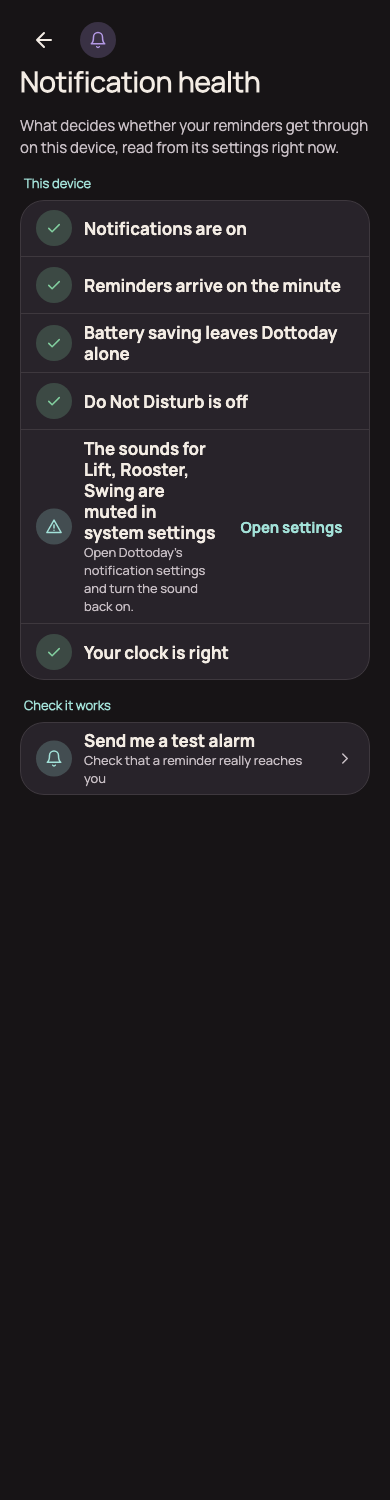 Notification health
What decides whether your reminders get through
on this device, read from its settings right now.
This device
Notifications are on
Reminders arrive on the minute
Battery saving leaves Dottoday
alone
Do Not Disturb is off
The sounds for
Lift, Rooster,
Swing are
muted in
system settings
Open Dottoday's
notification settings
and turn the sound
back on.
Open settings
Your clock is right
Check it works
Send me a test alarm
Check that a reminder really reaches
you